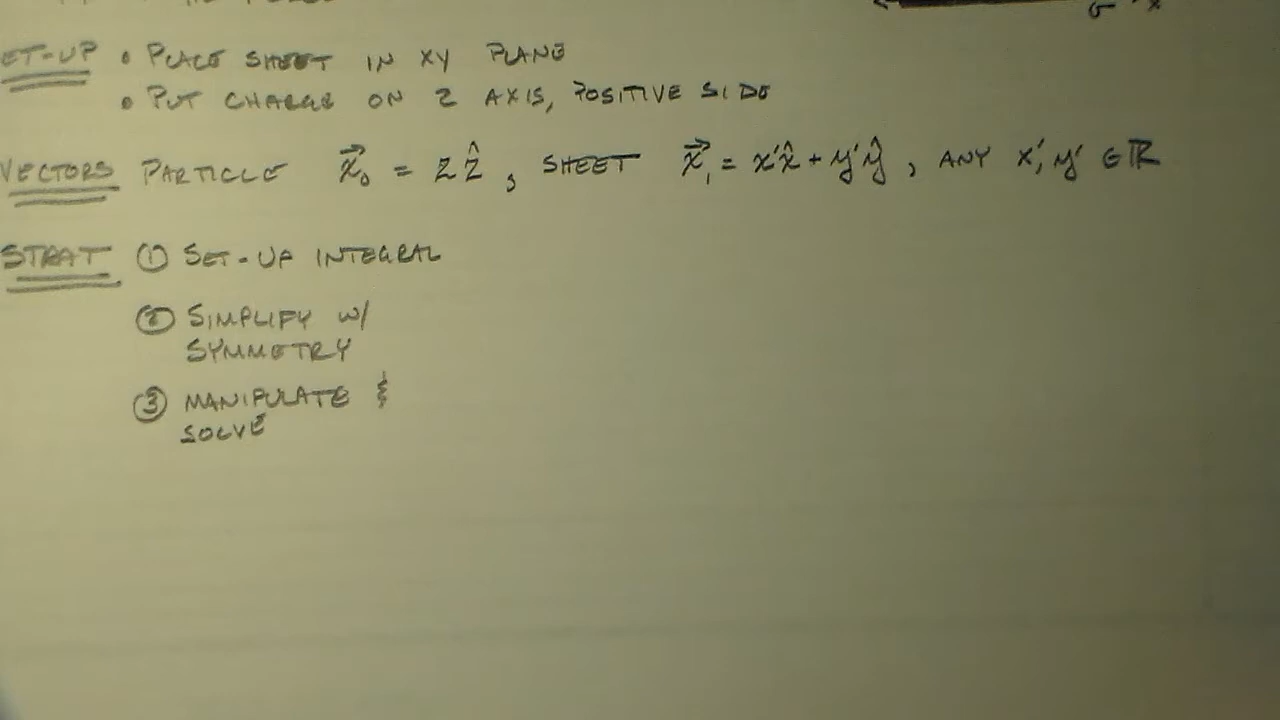 σ x
ET-UP • PLACE SHEET IN XY PLANE
• PUT CHARGE ON Z AXIS, POSITIVE SIDE
VECTORS PARTICLE x⃗₀ = z ẑ , SHEET x⃗₁ = x'x̂ + y'ŷ , ANY x', y' ∈ ℝ
STRAT ① SET-UP INTEGRAL
② SIMPLIFY W/
SYMMETRY
③ MANIPULATE &
SOLVE